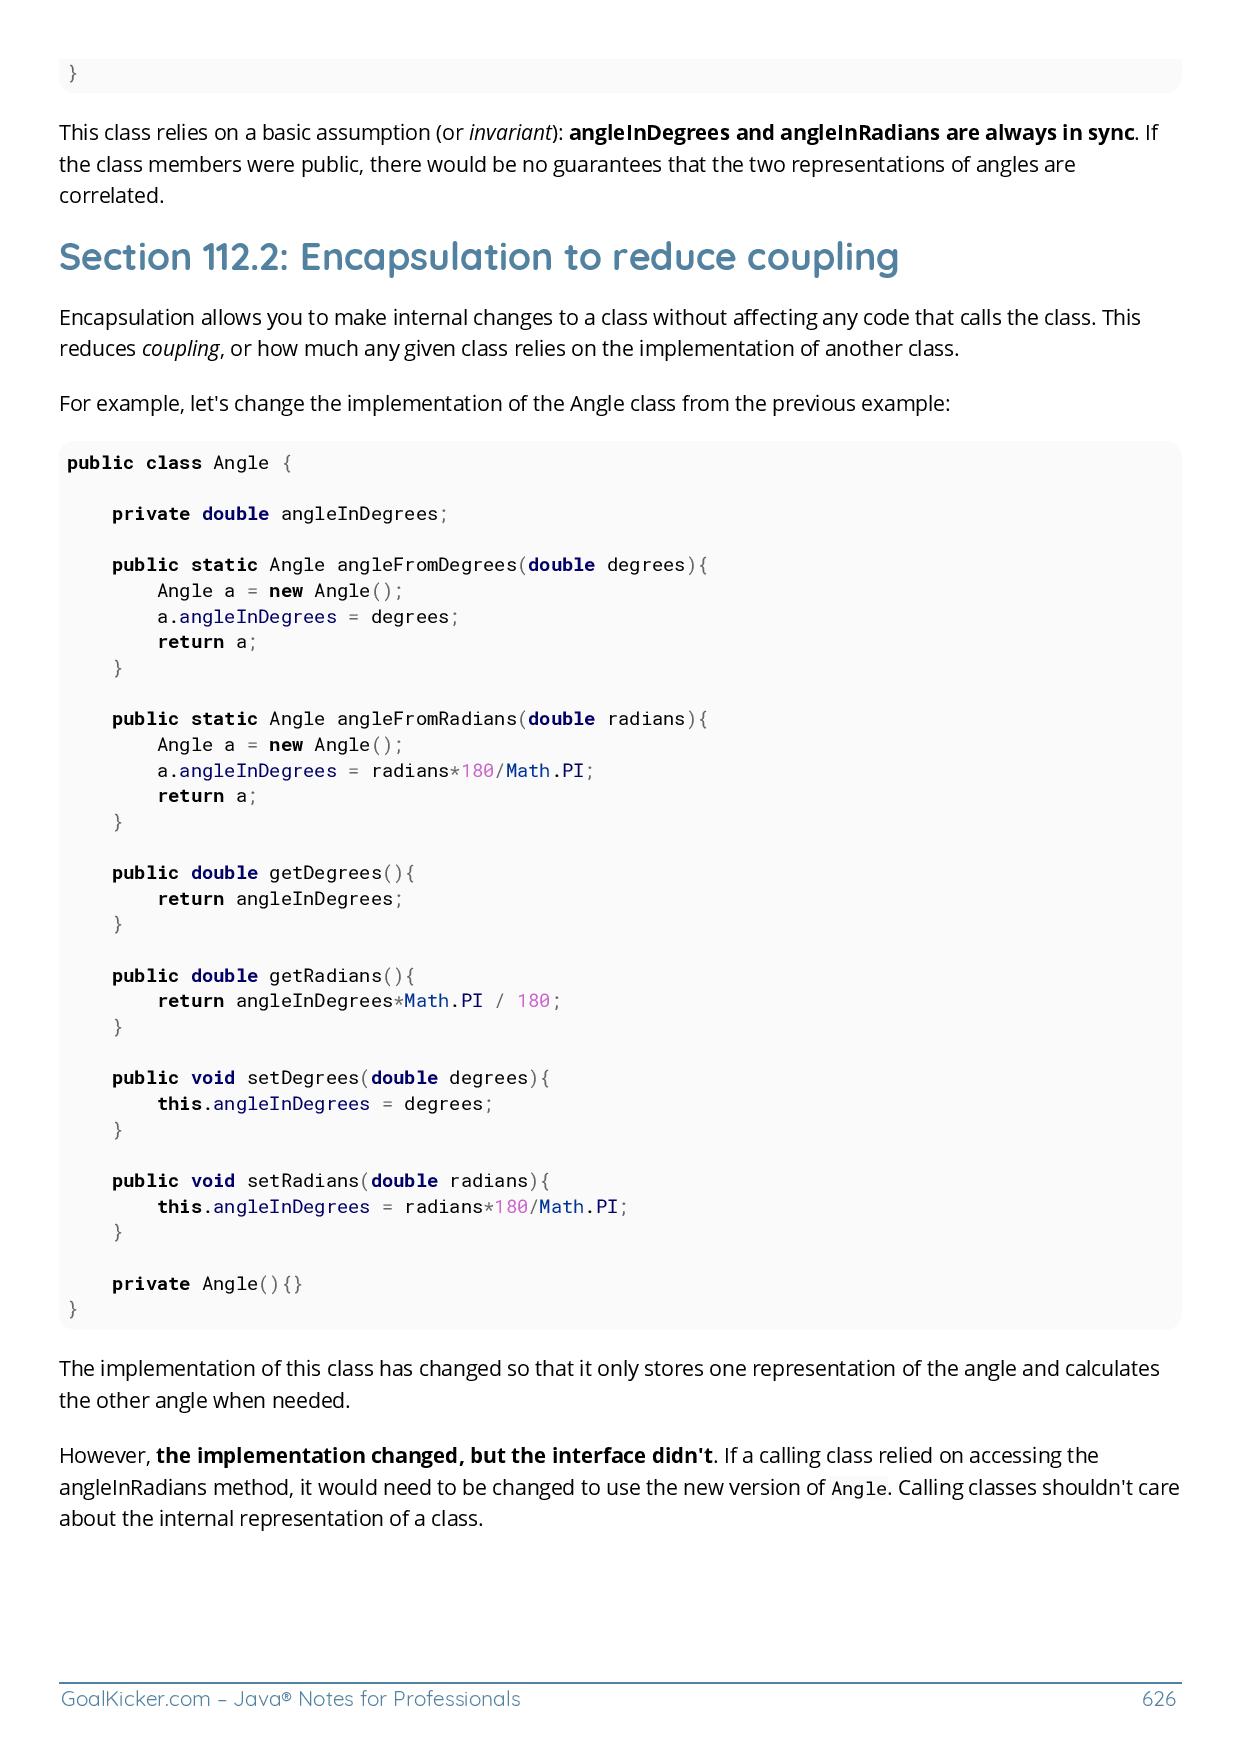 }
This class relies on a basic assumption (or invariant): angleInDegrees and angleInRadians are always in sync. If
the class members were public, there would be no guarantees that the two representations of angles are
correlated.
Section 112.2: Encapsulation to reduce coupling
Encapsulation allows you to make internal changes to a class without affecting any code that calls the class. This
reduces coupling, or how much any given class relies on the implementation of another class.
For example, let's change the implementation of the Angle class from the previous example:
public class Angle {
    private double angleInDegrees;
    public static Angle angleFromDegrees(double degrees){
        Angle a = new Angle();
        a.angleInDegrees = degrees;
        return a;
    }
    public static Angle angleFromRadians(double radians){
        Angle a = new Angle();
        a.angleInDegrees = radians*180/Math.PI;
        return a;
    }
    public double getDegrees(){
        return angleInDegrees;
    }
    public double getRadians(){
        return angleInDegrees*Math.PI / 180;
    }
    public void setDegrees(double degrees){
        this.angleInDegrees = degrees;
    }
    public void setRadians(double radians){
        this.angleInDegrees = radians*180/Math.PI;
    }
    private Angle(){}
}
The implementation of this class has changed so that it only stores one representation of the angle and calculates
the other angle when needed.
However, the implementation changed, but the interface didn't. If a calling class relied on accessing the
angleInRadians method, it would need to be changed to use the new version of Angle. Calling classes shouldn't care
about the internal representation of a class.
GoalKicker.com – Java® Notes for Professionals 626